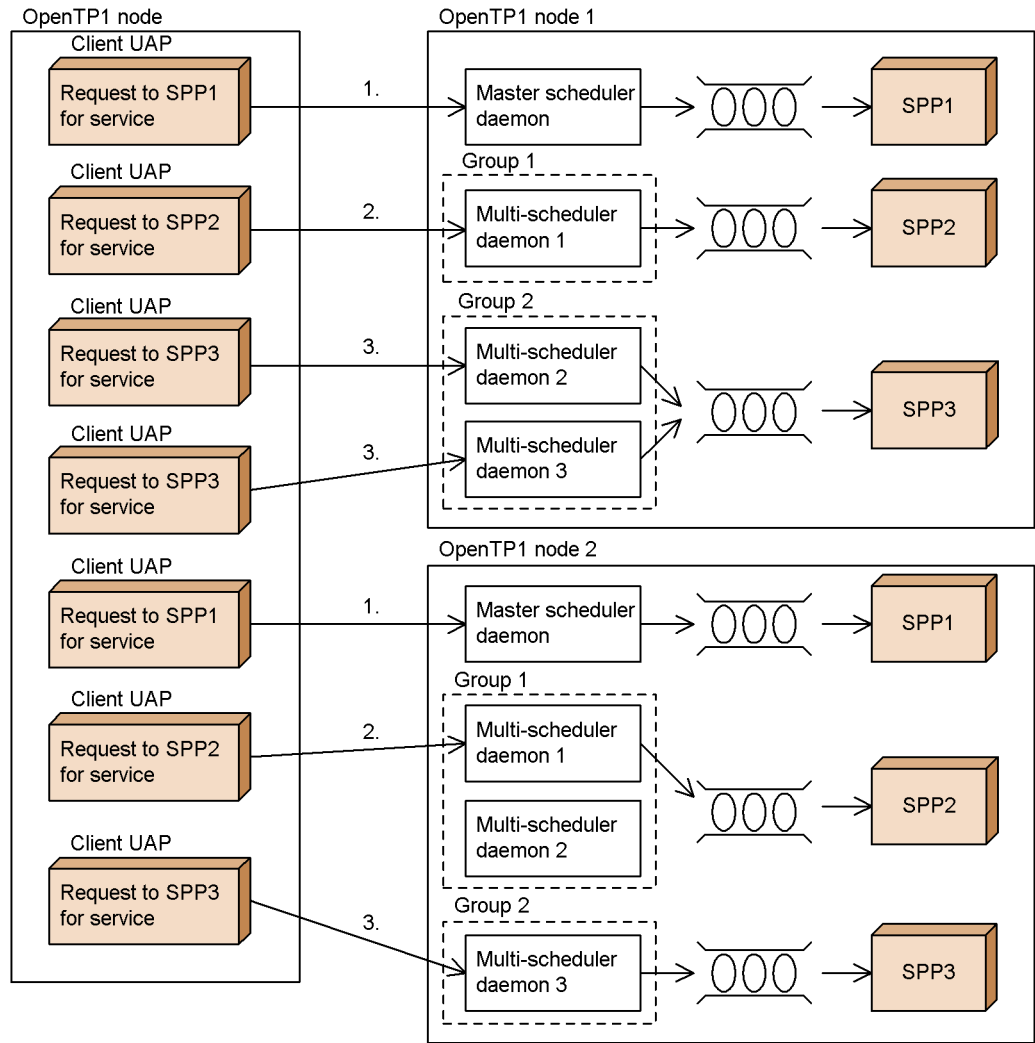 OpenTP1 node
Client UAP
Request to SPP1
for service
Client UAP
Request to SPP2
for service
Client UAP
Request to SPP3
for service
Client UAP
Request to SPP3
for service
Client UAP
Request to SPP1
for service
Client UAP
Request to SPP2
for service
Client UAP
Request to SPP3
for service
1.
2.
3.
3.
1.
2.
3.
OpenTP1 node 1
Master scheduler
daemon
SPP1
Group 1
Multi-scheduler
daemon 1
SPP2
Group 2
Multi-scheduler
daemon 2
Multi-scheduler
daemon 3
SPP3
OpenTP1 node 2
Master scheduler
daemon
SPP1
Group 1
Multi-scheduler
daemon 1
Multi-scheduler
daemon 2
SPP2
Group 2
Multi-scheduler
daemon 3
SPP3